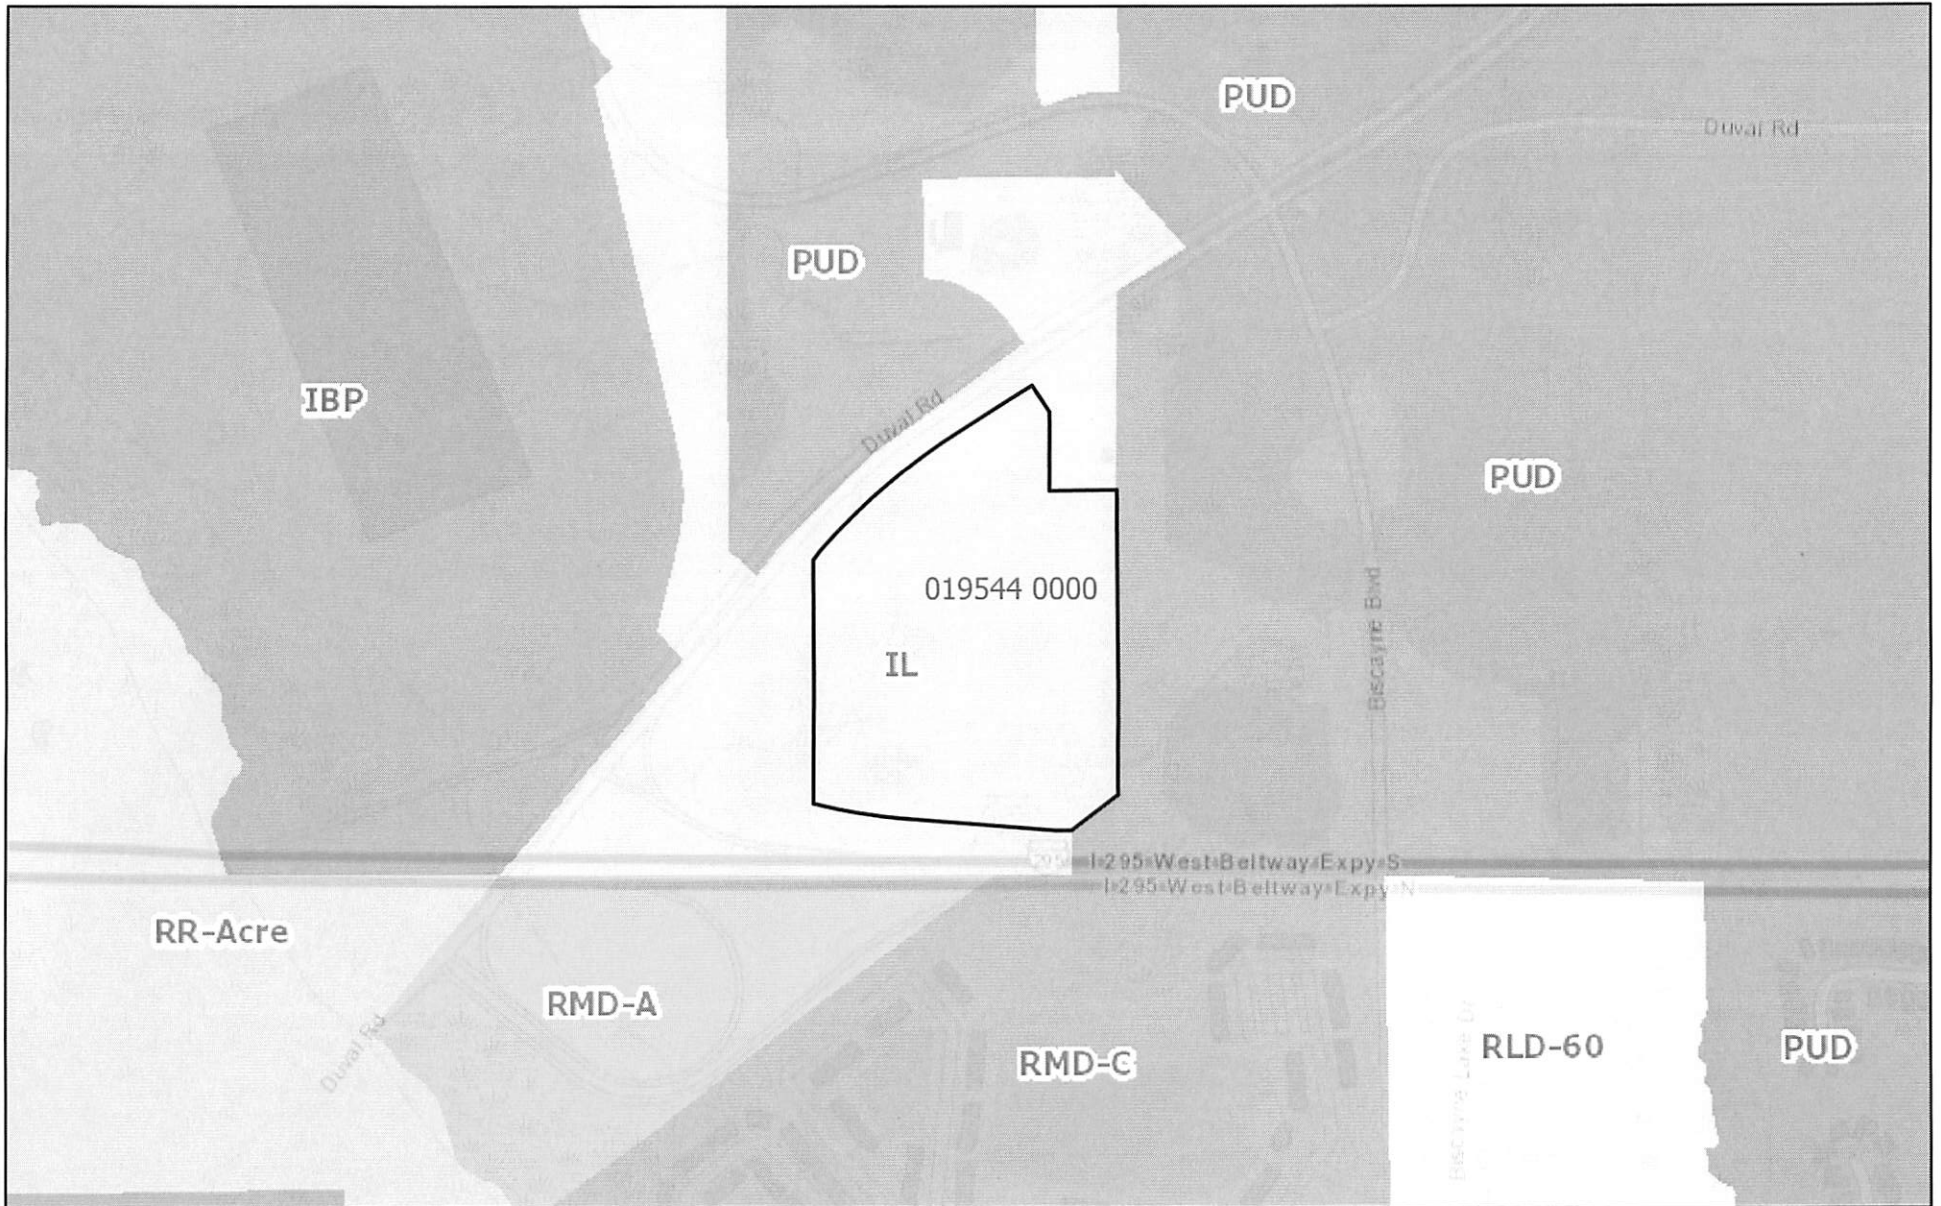 PUD
Duval Rd
PUD
IBP
Duval Rd
PUD
019544 0000
Biscayne Blvd
IL
295
I-295 West Beltway Expy S
I-295 West Beltway Expy N
RR-Acre
RMD-A
Duval Rd
RMD-C
RLD-60
PUD